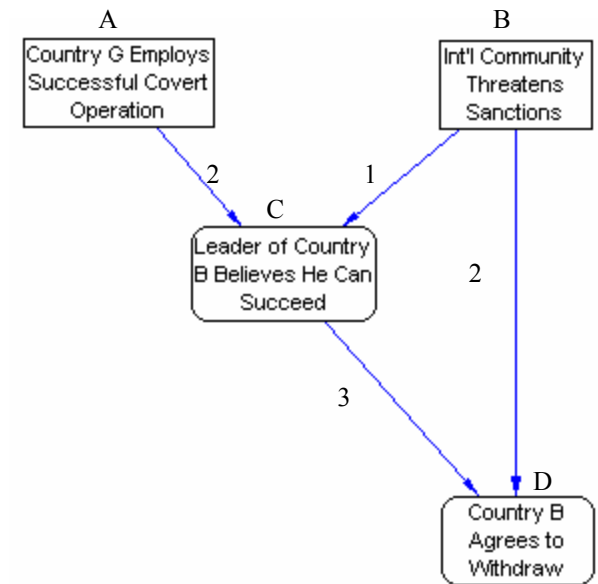 A
B
Country G Employs
Successful Covert
Operation
Int'l Community
Threatens
Sanctions
2
1
C
Leader of Country
B Believes He Can
Succeed
2
3
D
Country B
Agrees to
Withdraw